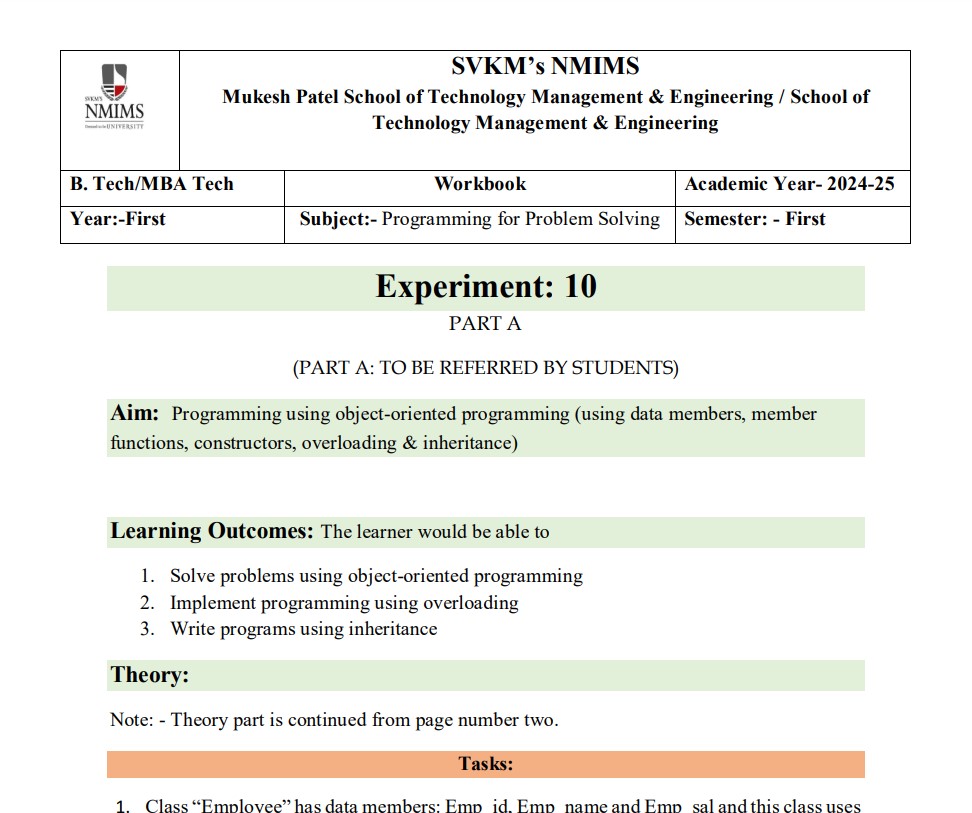 SVKM'S
NMIMS
SVKM's NMIMS
Mukesh Patel School of Technology Management & Engineering / School of
Technology Management & Engineering
B. Tech/MBA Tech
Workbook
Academic Year- 2024-25
Year:-First
Subject:- Programming for Problem Solving
Semester: - First
Experiment: 10
PART A
(PART A: TO BE REFERRED BY STUDENTS)
Aim: Programming using object-oriented programming (using data members, member
functions, constructors, overloading & inheritance)
Learning Outcomes: The learner would be able to
1. Solve problems using object-oriented programming
2. Implement programming using overloading
3. Write programs using inheritance
Theory:
Note: - Theory part is continued from page number two.
Tasks:
1. Class “Employee” has data members: Emp_id, Emp_name and Emp_sal and this class uses